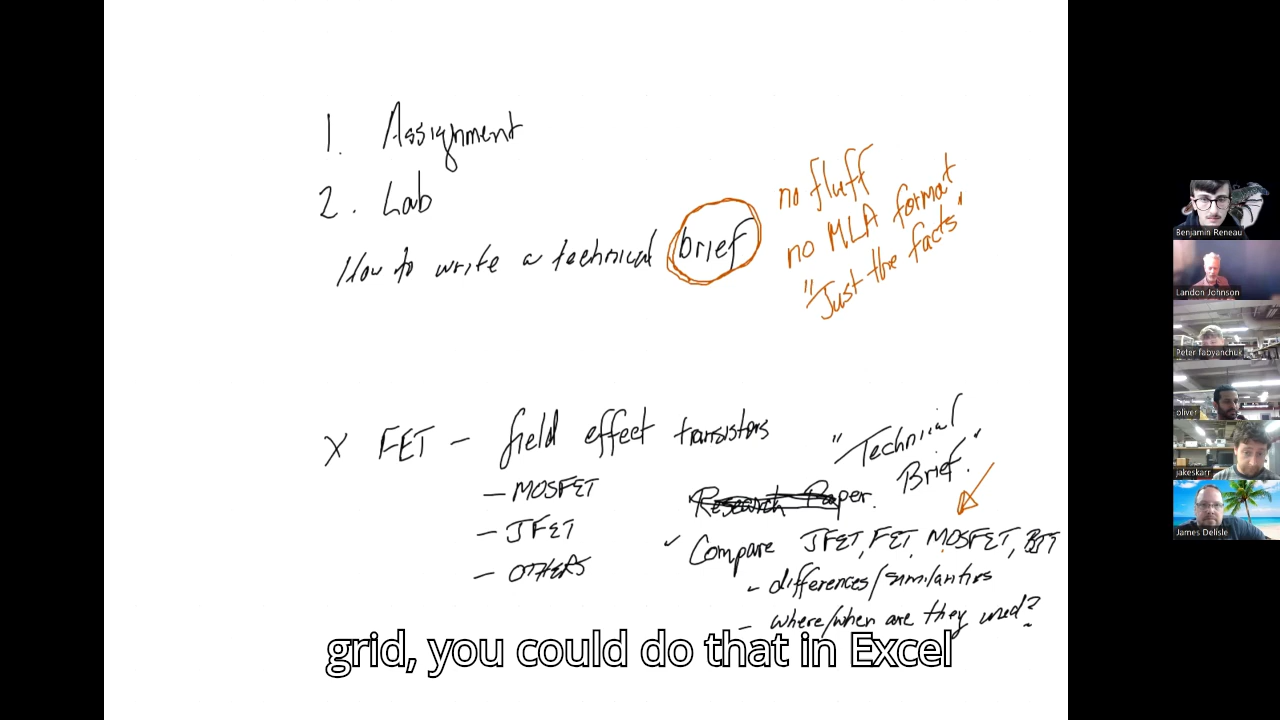 1. Assignment
2. Lab
How to write a technical brief
no fluff
no MLA format
"Just the facts"
X FET – field effect transistors
– MOSFET
– JFET
– OTHERS
"Technical
Brief."
Research Paper.
✓ Compare JFET, FET, MOSFET, BJT
- differences/similarities
- where/when are they used?
grid, you could do that in Excel
Benjamin Reneau
Landon Johnson
Peter fabyanchuk
oliver
jakeskarr
James Delisle